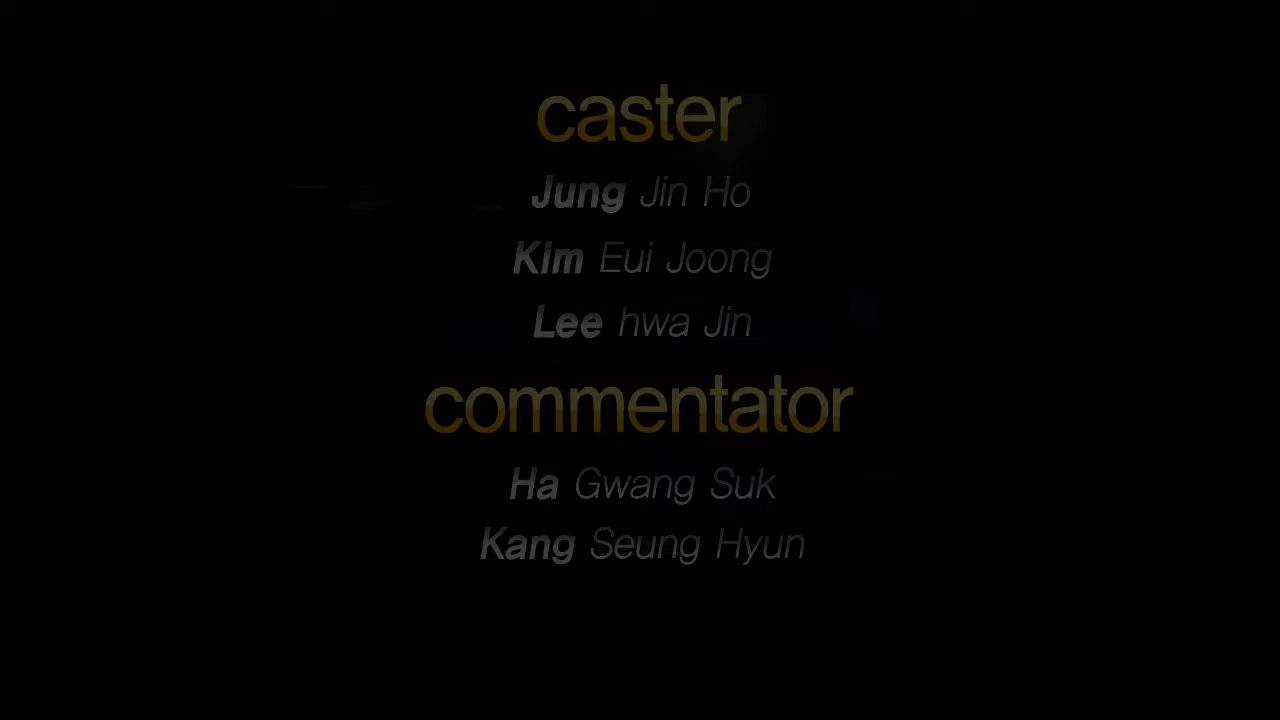 caster
Jung Jin Ho
Kim Eui Joong
Lee hwa Jin
commentator
Ha Gwang Suk
Kang Seung Hyun